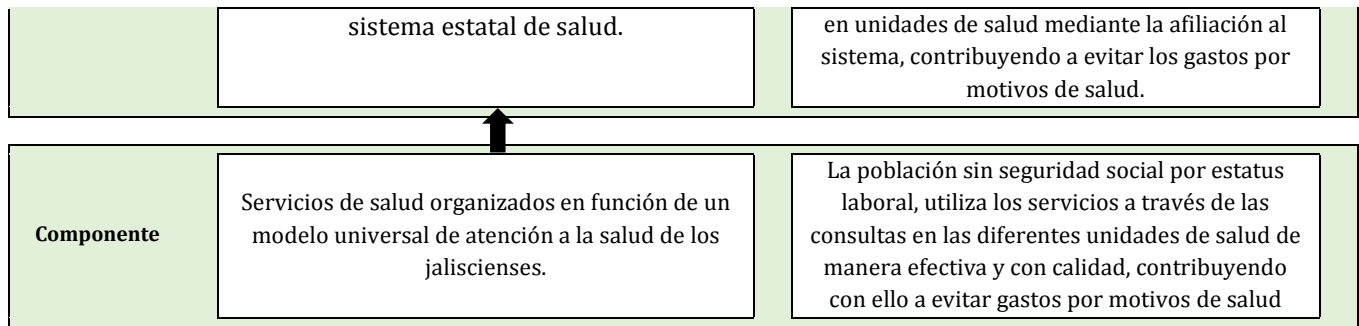 sistema estatal de salud.
en unidades de salud mediante la afiliación al
sistema, contribuyendo a evitar los gastos por
motivos de salud.
Componente
Servicios de salud organizados en función de un
modelo universal de atención a la salud de los
jaliscienses.
La población sin seguridad social por estatus
laboral, utiliza los servicios a través de las
consultas en las diferentes unidades de salud de
manera efectiva y con calidad, contribuyendo
con ello a evitar gastos por motivos de salud